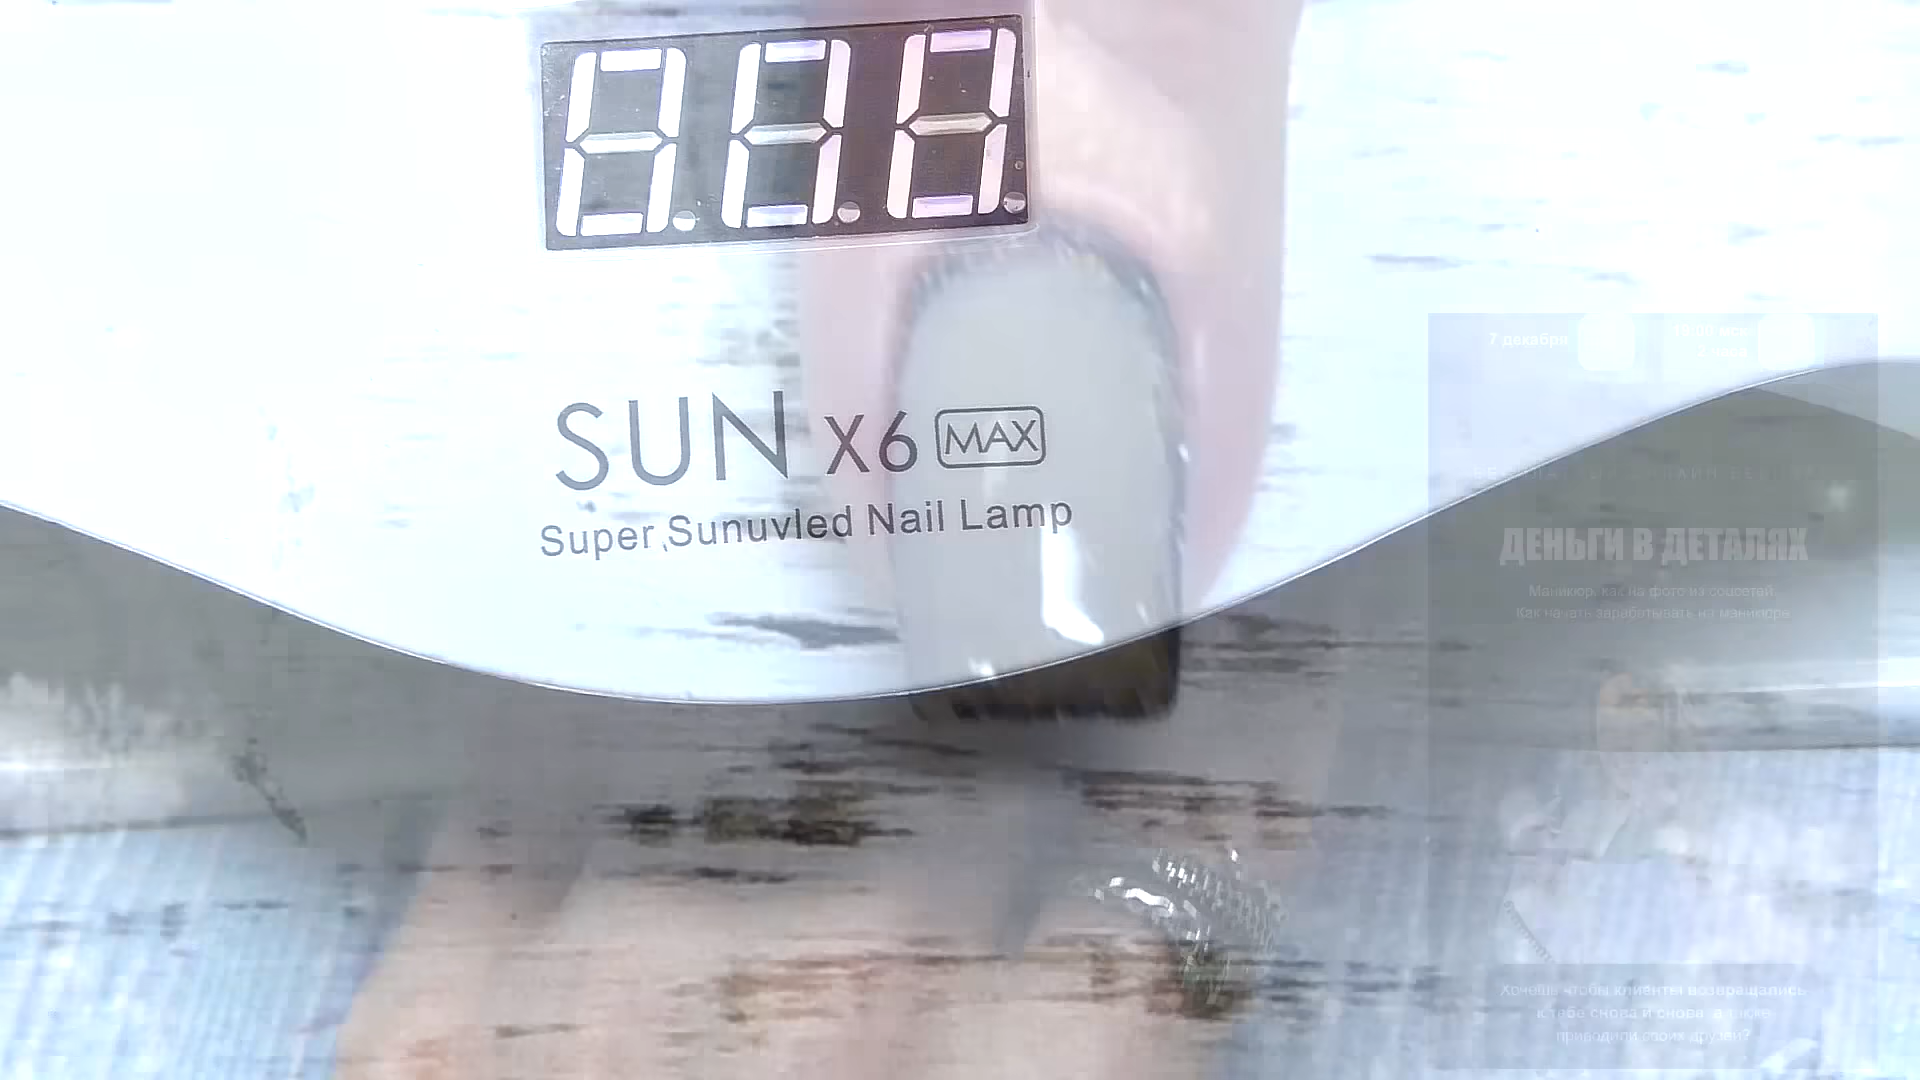 SUN X6 MAX
Super Sunuvled Nail Lamp
7 декабря
ДЕНЬГИ В ДЕТАЛЯХ
Маникюр, как на фото из соцсетей.
Как начать зарабатывать на маникюре
Хочешь чтобы клиенты возвращались
к тебе снова и снова
приводили своих друзей?